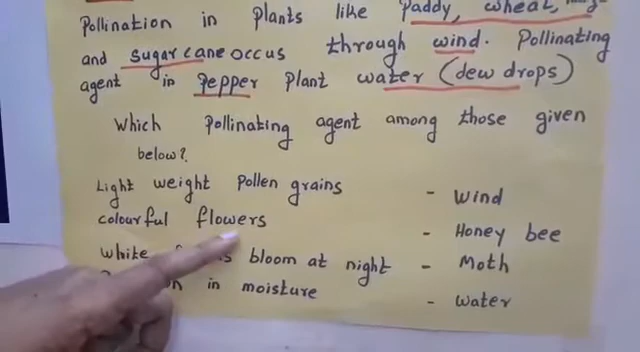 Pollination in plants like paddy, wheat,
and sugarcane occus through wind. Pollinating
agent in pepper plant water (dew drops)
Which pollinating agent among those given
below?
Light weight pollen grains - wind
colourful flowers - Honey bee
white bloom at night - Moth
in moisture - water